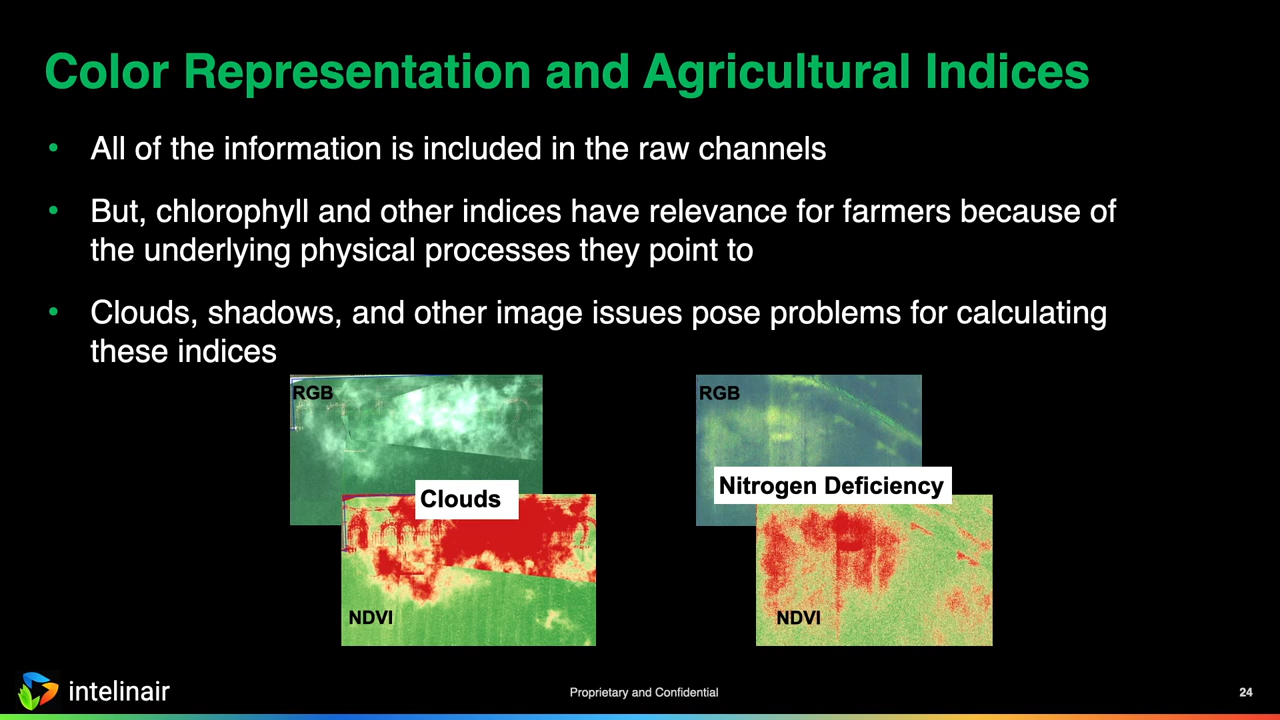 Color Representation and Agricultural Indices
• All of the information is included in the raw channels
• But, chlorophyll and other indices have relevance for farmers because of
the underlying physical processes they point to
• Clouds, shadows, and other image issues pose problems for calculating
these indices
RGB
Clouds
NDVI
RGB
Nitrogen Deficiency
NDVI
intelinair
Proprietary and Confidential
24